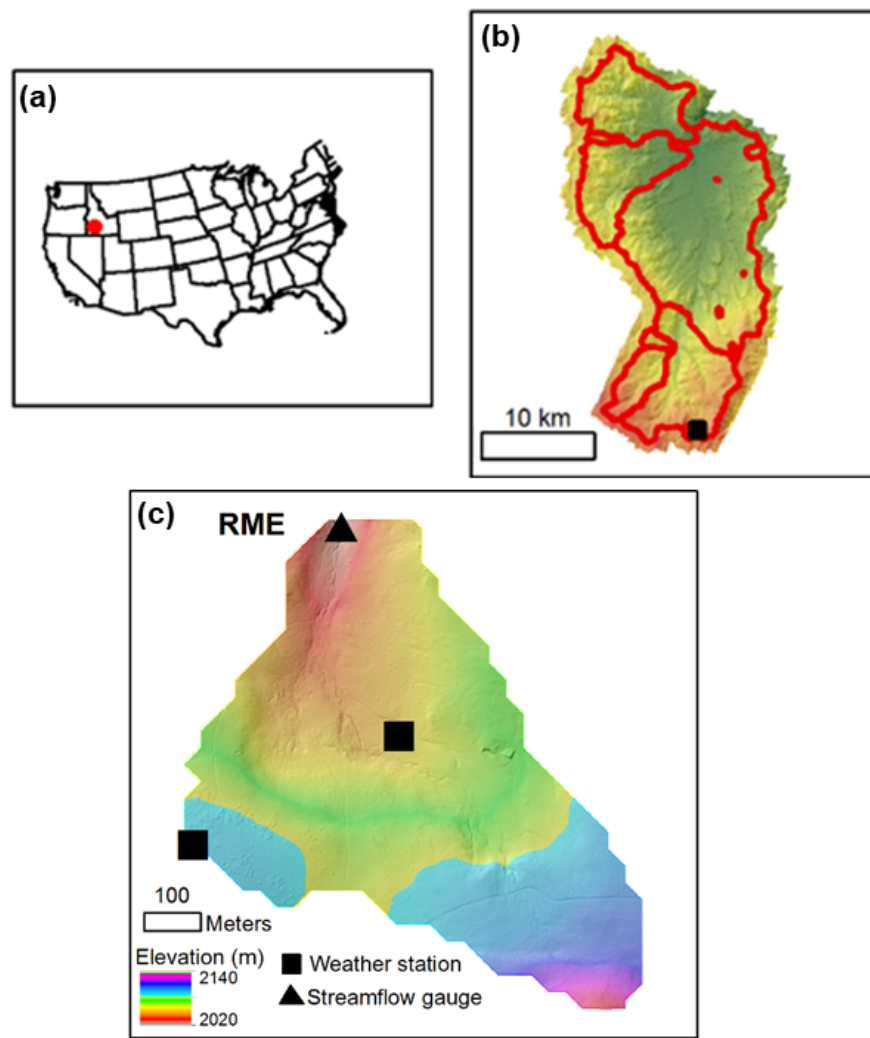 (a)
(b)
10 km
(c)
RME
100
Meters
Elevation (m)
2140
2020
Weather station
Streamflow gauge